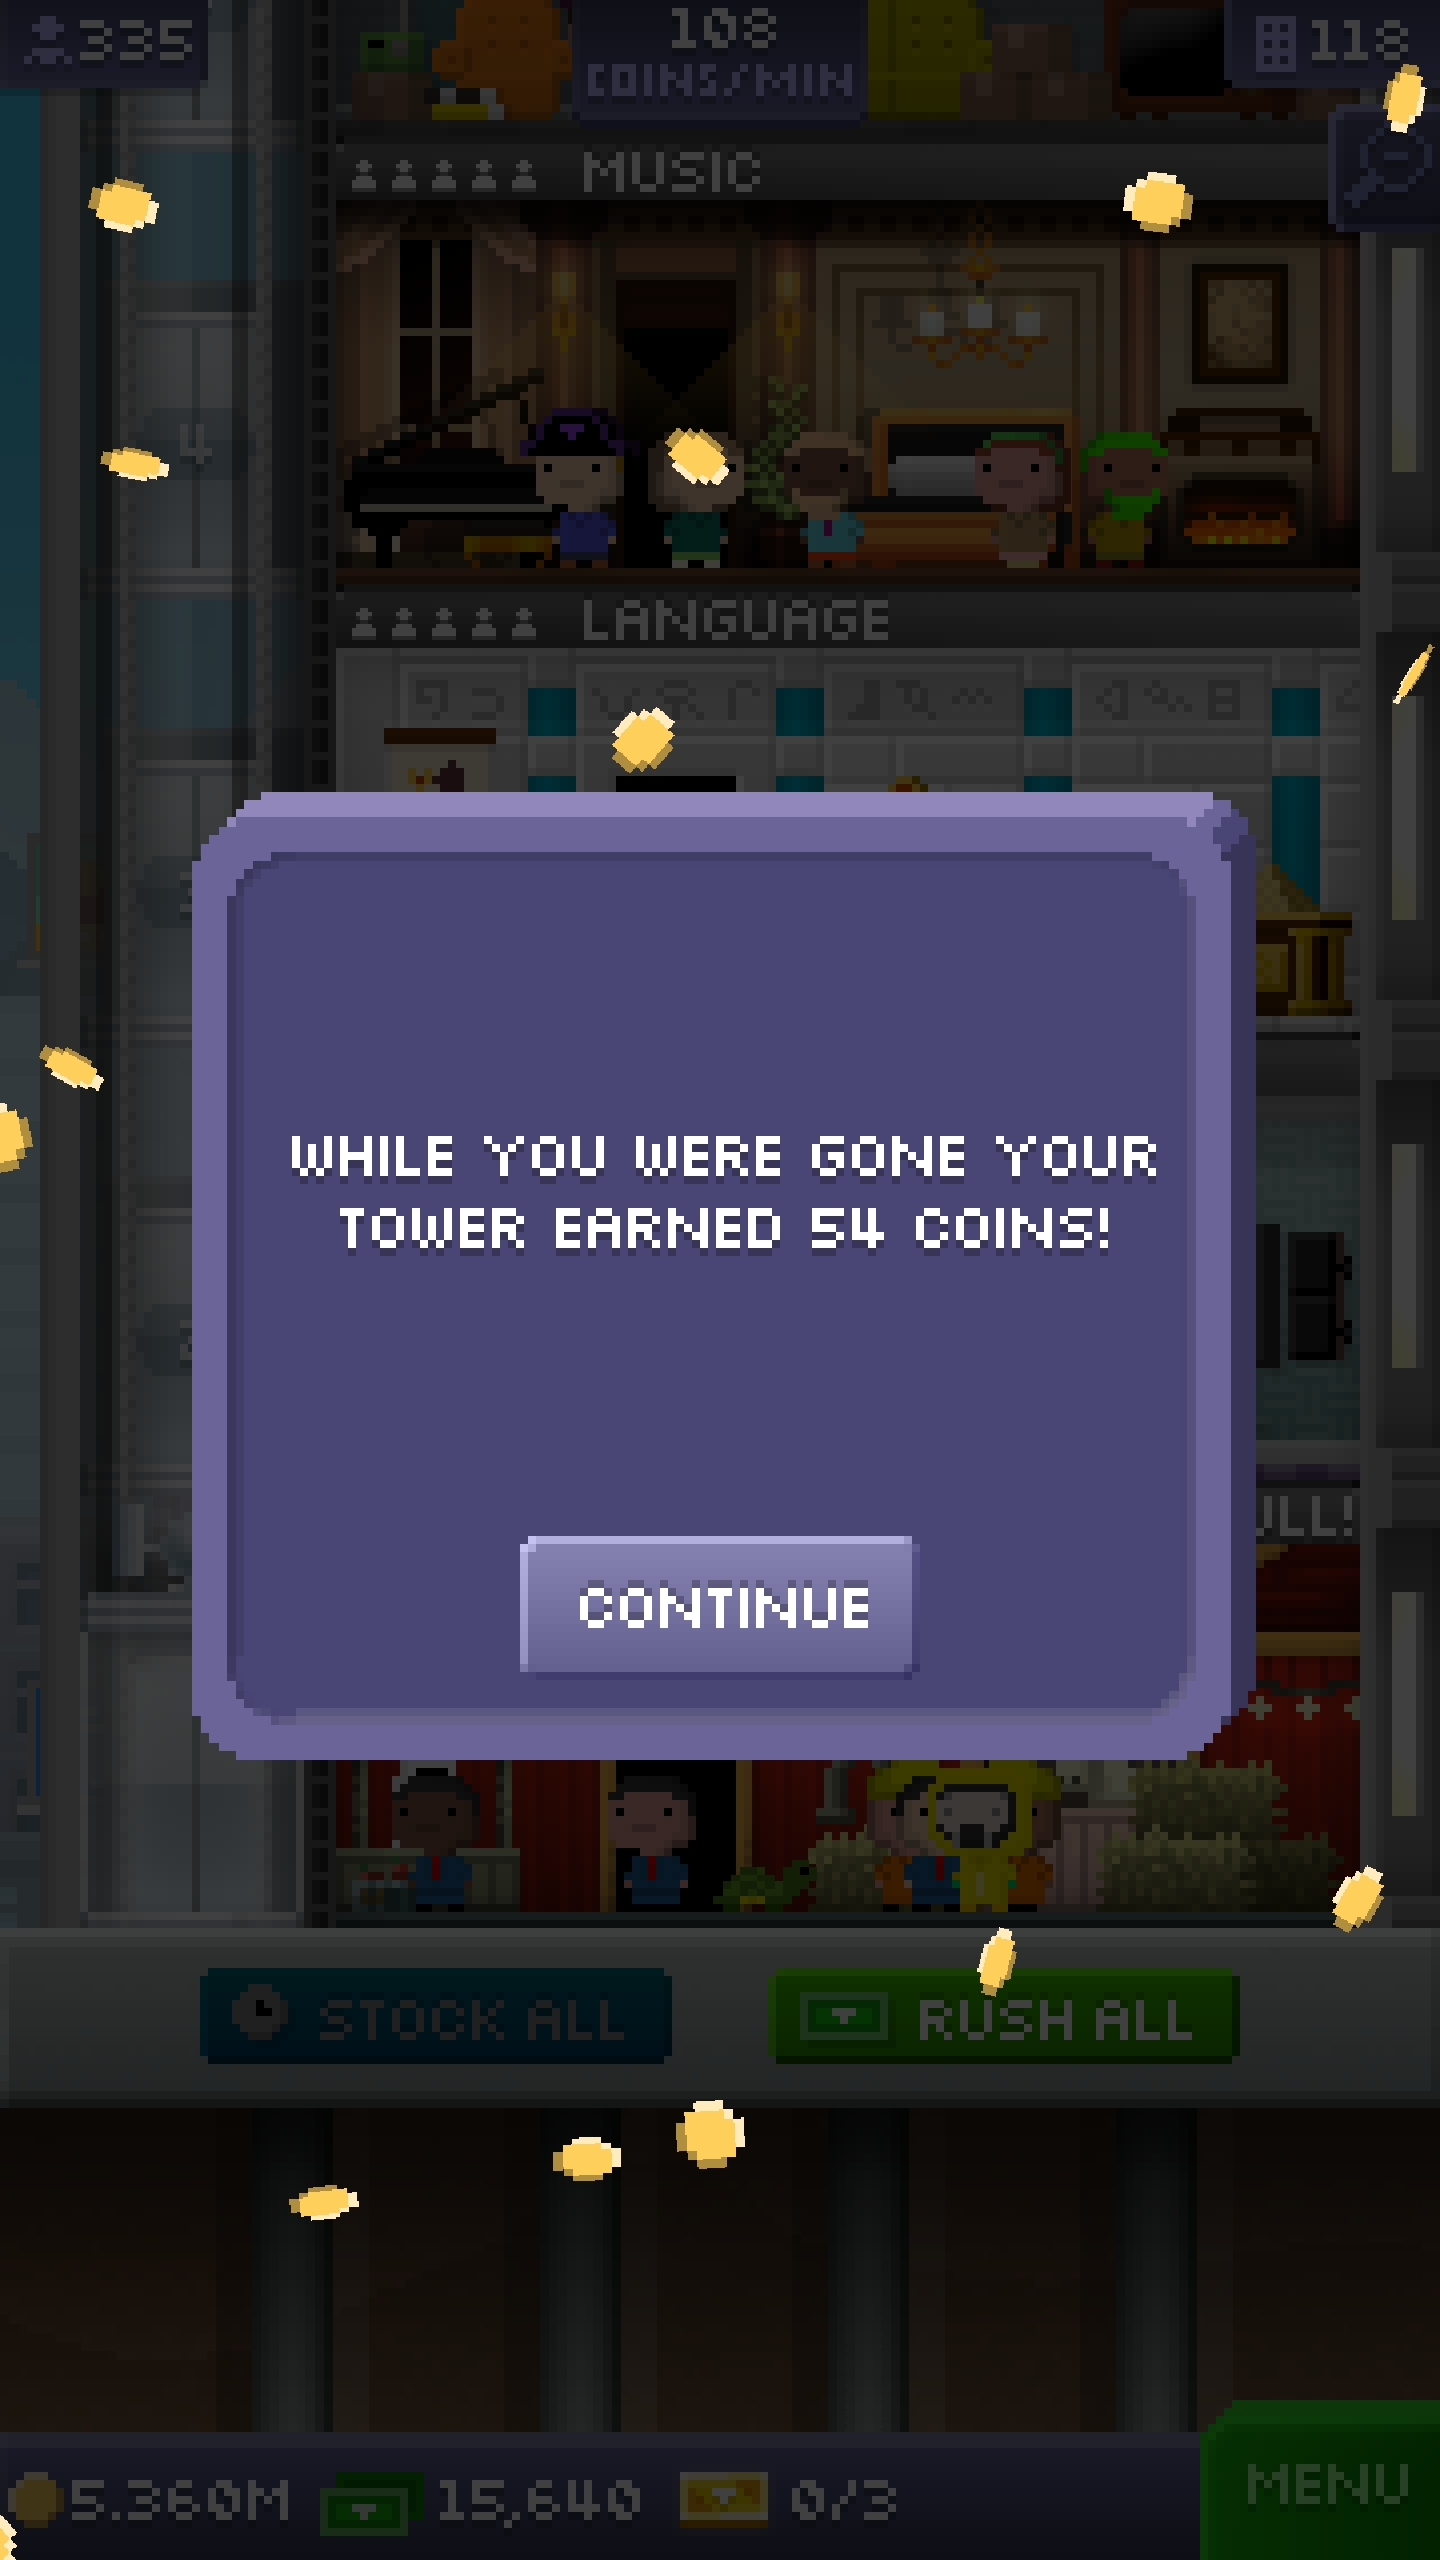 335
108
COINS/MIN
118
MUSIC
4
LANGUAGE
WHILE YOU WERE GONE YOUR
TOWER EARNED 54 COINS!
CONTINUE
STOCK ALL
RUSH ALL
5.360M
15,640
0/3
MENU